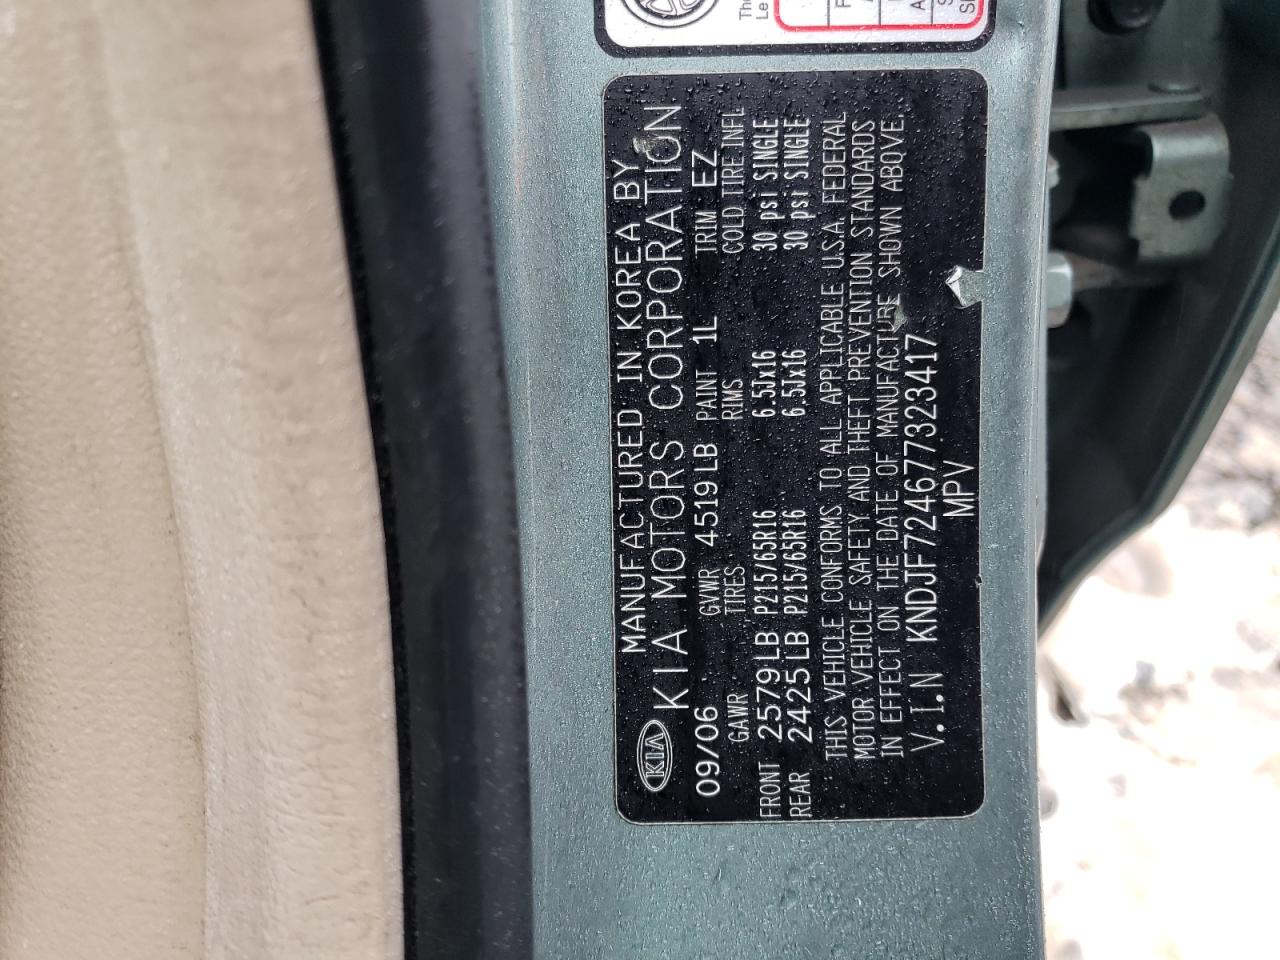 The
Le
MANUFACTURED IN KOREA BY
KIA KIA MOTORS CORPORATION
09/06 GVWR 4519LB PAINT 1L TRIM EZ
GAWR TIRES RIMS COLD TIRE INFL
FRONT 2579LB P215/65R16 6.5Jx16 30 psi SINGLE
REAR 2425LB P215/65R16 6.5Jx16 30 psi SINGLE
THIS VEHICLE CONFORMS TO ALL APPLICABLE U.S.A. FEDERAL
MOTOR VEHICLE SAFETY AND THEFT PREVENTION STANDARDS
IN EFFECT ON THE DATE OF MANUFACTURE SHOWN ABOVE.
V.I.N KNDJF724677323417
MPV